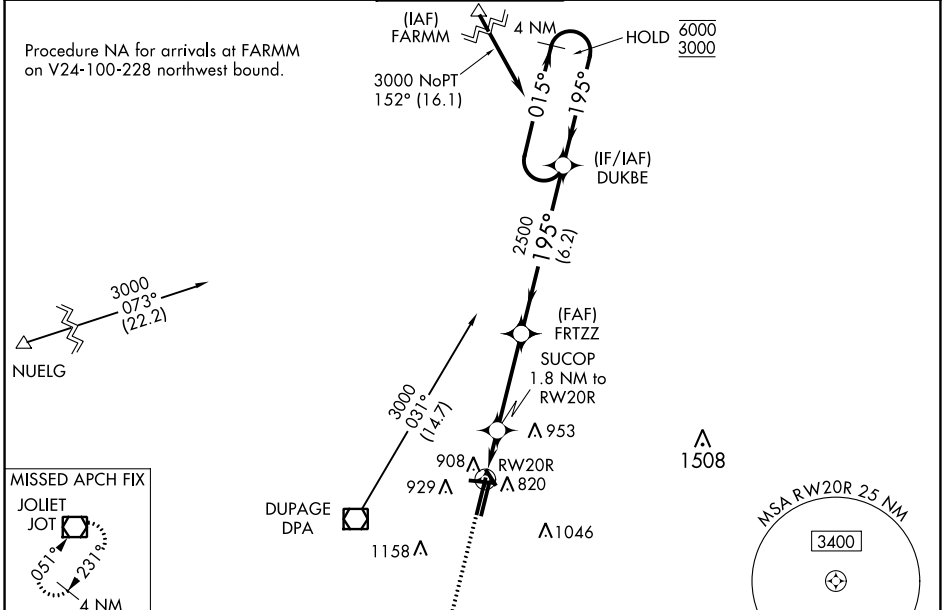 Procedure NA for arrivals at FARMM
on V24-100-228 northwest bound.
(IAF)
FARMM
3000 NoPT
152° (16.1)
4 NM
HOLD
6000
3000
015°
195°
(IF/IAF)
DUKBE
2500
195°
(6.2)
3000
073°
(22.2)
NUELG
(FAF)
FRTZZ
SUCOP
1.8 NM to
RW20R
3000
031°
(14.7)
953
908
RW20R
929
820
1508
DUPAGE
DPA
1158
1046
MISSED APCH FIX
JOLIET
JOT
051°
231°
4 NM
MSA RW20R 25 NM
3400